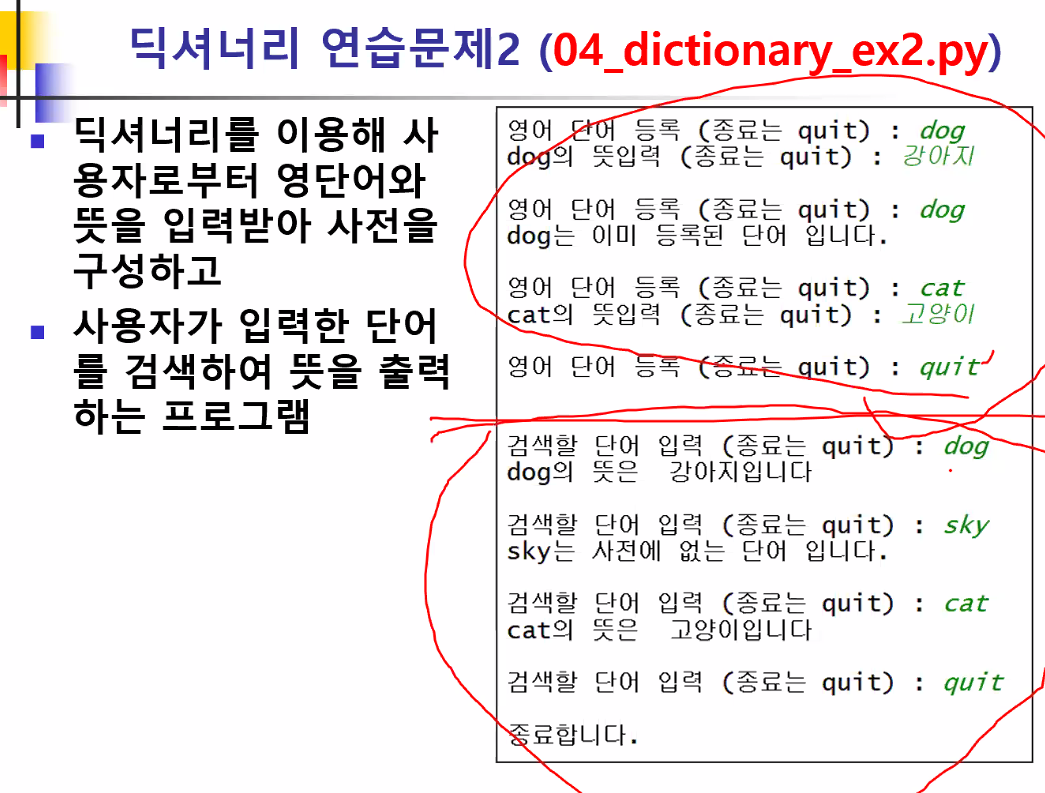 딕셔너리 연습문제2 (04_dictionary_ex2.py)
딕셔너리를 이용해 사
용자로부터 영단어와
뜻을 입력받아 사전을
구성하고
사용자가 입력한 단어
를 검색하여 뜻을 출력
하는 프로그램
영어 단어 등록 (종료는 quit) : dog
dog의 뜻입력 (종료는 quit) : 강아지
영어 단어 등록 (종료는 quit) : dog
dog는 이미 등록된 단어 입니다.
영어 단어 등록 (종료는 quit) : cat
cat의 뜻입력 (종료는 quit) : 고양이
영어 단어 등록 (종료는 quit) : quit
검색할 단어 입력 (종료는 quit) : dog
dog의 뜻은 강아지입니다
검색할 단어 입력 (종료는 quit) : sky
sky는 사전에 없는 단어 입니다.
검색할 단어 입력 (종료는 quit) : cat
cat의 뜻은 고양이입니다
검색할 단어 입력 (종료는 quit) : quit
종료합니다.